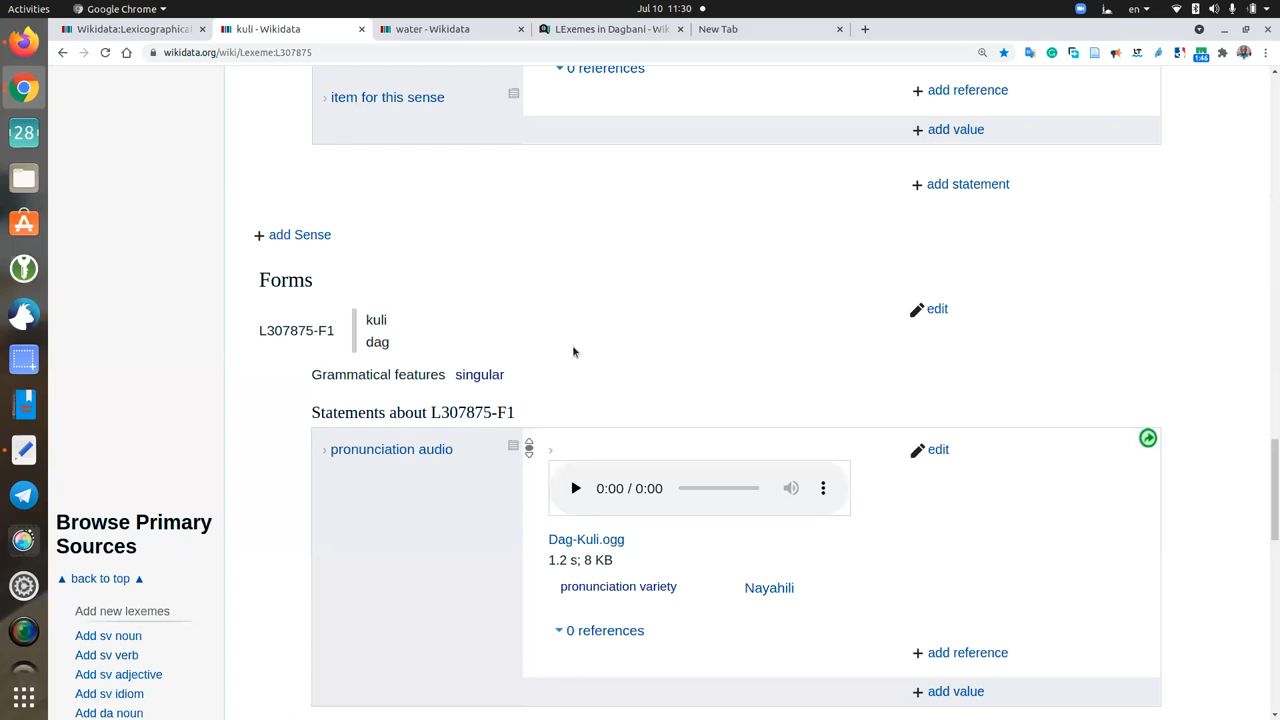 Activities
Google Chrome
Jul 10 11:30
en
Wikidata:Lexicographical
kuli - Wikidata
water - Wikidata
LExemes in Dagbani - Wik
New Tab
wikidata.org/wiki/Lexeme:L307875
1:46
28
0 references
add reference
item for this sense
add value
add statement
add Sense
Forms
L307875-F1
kuli
dag
edit
Grammatical features singular
Statements about L307875-F1
pronunciation audio
edit
0:00 / 0:00
Dag-Kuli.ogg
1.2 s; 8 KB
pronunciation variety Nayahili
0 references
add reference
add value
Browse Primary
Sources
▲ back to top ▲
Add new lexemes
Add sv noun
Add sv verb
Add sv adjective
Add sv idiom
Add da noun